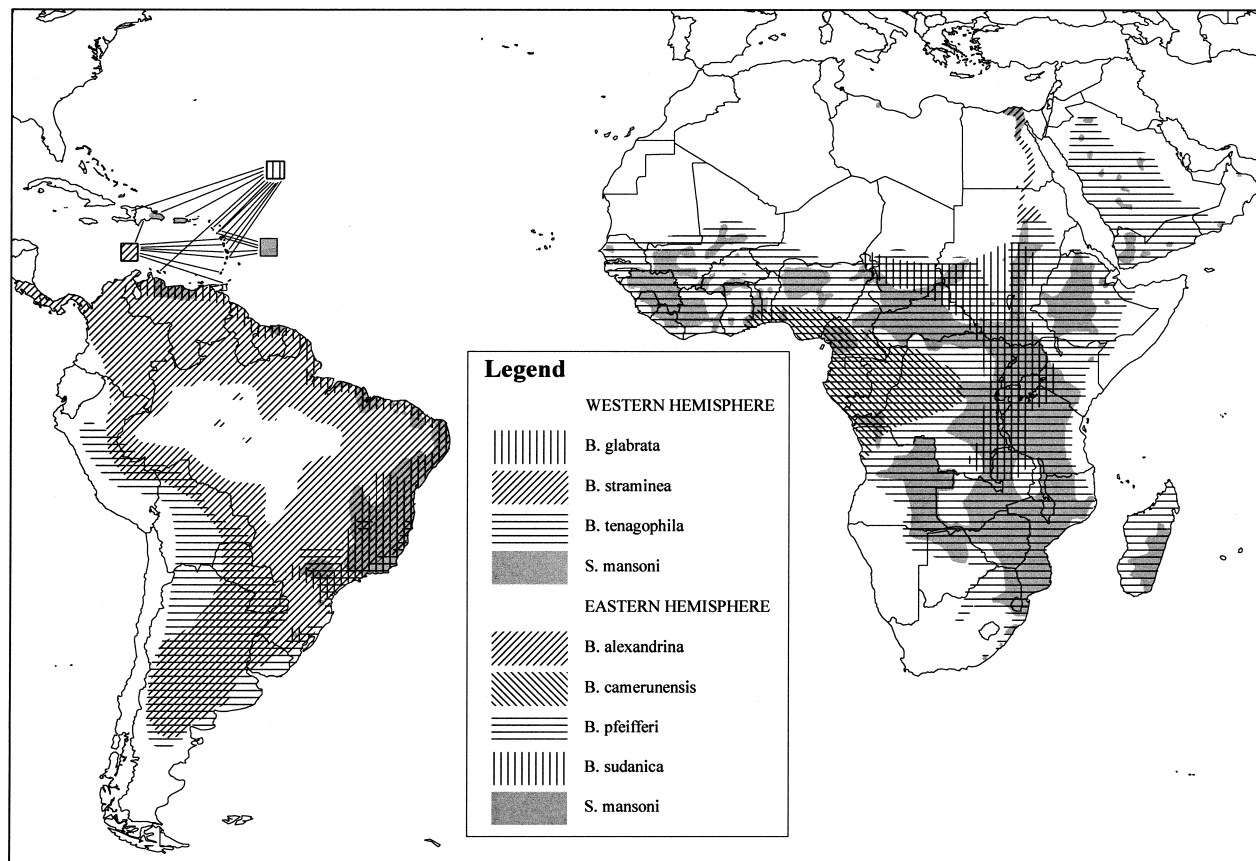 Legend
WESTERN HEMISPHERE
B. glabrata
B. straminea
B. tenagophila
S. mansoni
EASTERN HEMISPHERE
B. alexandrina
B. camerunensis
B. pfeifferi
B. sudanica
S. mansoni